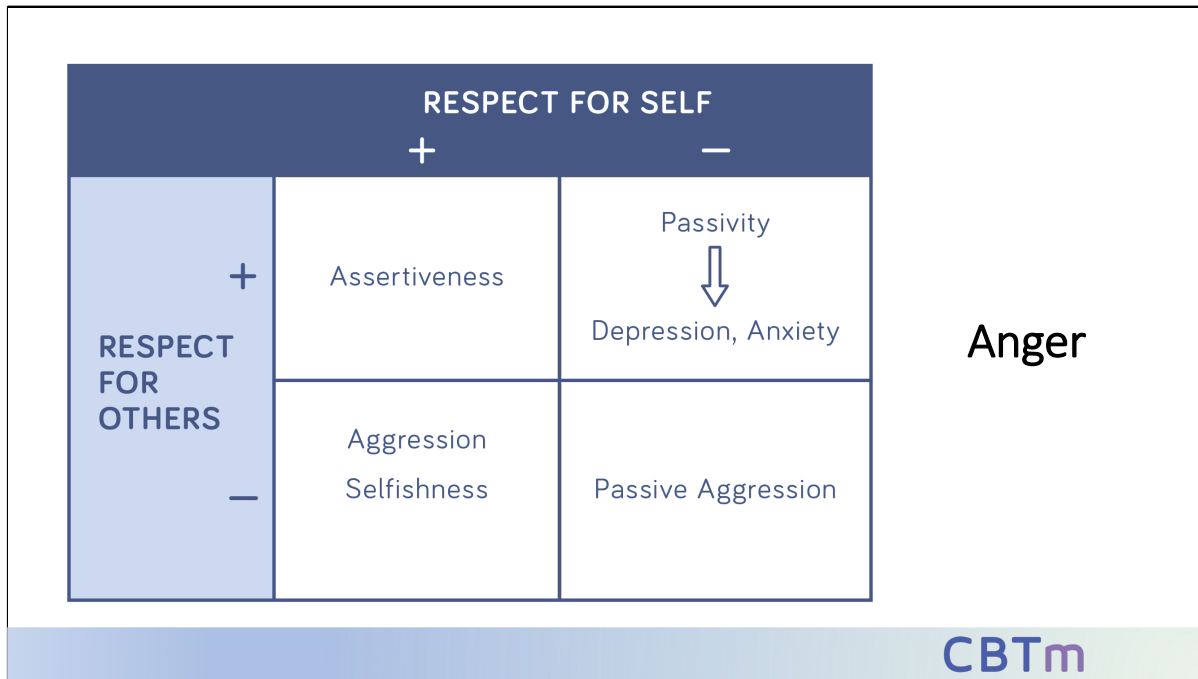 RESPECT FOR SELF
+ −
+
Assertiveness
Passivity
Depression, Anxiety
RESPECT
FOR
OTHERS
−
Aggression
Selfishness
Passive Aggression
Anger
CBTm